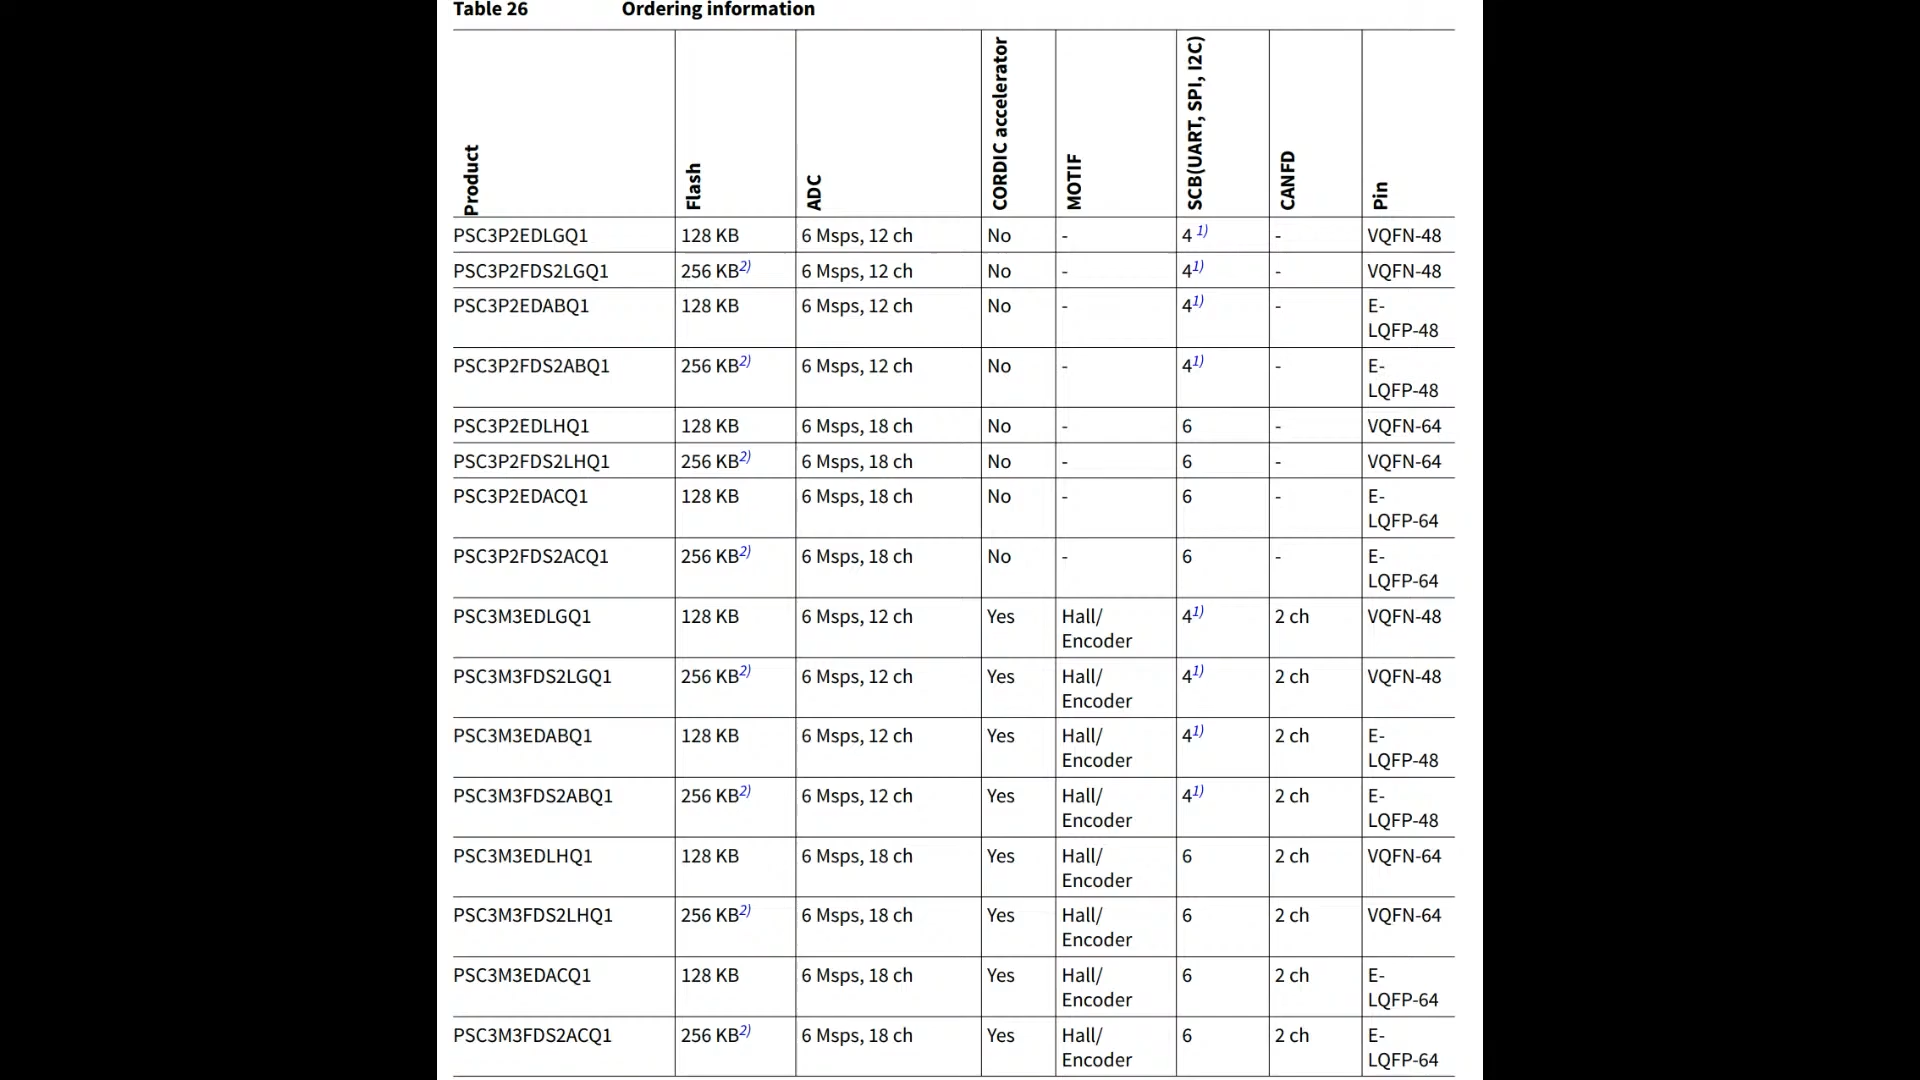 Table 26 Ordering information
Product Flash ADC CORDIC accelerator MOTIF SCB(UART, SPI, I2C) CANFD Pin
PSC3P2EDLGQ1 128 KB 6 Msps, 12 ch No - 4 1) - VQFN-48
PSC3P2FDS2LGQ1 256 KB2) 6 Msps, 12 ch No - 41) - VQFN-48
PSC3P2EDABQ1 128 KB 6 Msps, 12 ch No - 41) - E-
LQFP-48
PSC3P2FDS2ABQ1 256 KB2) 6 Msps, 12 ch No - 41) - E-
LQFP-48
PSC3P2EDLHQ1 128 KB 6 Msps, 18 ch No - 6 - VQFN-64
PSC3P2FDS2LHQ1 256 KB2) 6 Msps, 18 ch No - 6 - VQFN-64
PSC3P2EDACQ1 128 KB 6 Msps, 18 ch No - 6 - E-
LQFP-64
PSC3P2FDS2ACQ1 256 KB2) 6 Msps, 18 ch No - 6 - E-
LQFP-64
PSC3M3EDLGQ1 128 KB 6 Msps, 12 ch Yes Hall/ 41) 2 ch VQFN-48
Encoder
PSC3M3FDS2LGQ1 256 KB2) 6 Msps, 12 ch Yes Hall/ 41) 2 ch VQFN-48
Encoder
PSC3M3EDABQ1 128 KB 6 Msps, 12 ch Yes Hall/ 41) 2 ch E-
Encoder LQFP-48
PSC3M3FDS2ABQ1 256 KB2) 6 Msps, 12 ch Yes Hall/ 41) 2 ch E-
Encoder LQFP-48
PSC3M3EDLHQ1 128 KB 6 Msps, 18 ch Yes Hall/ 6 2 ch VQFN-64
Encoder
PSC3M3FDS2LHQ1 256 KB2) 6 Msps, 18 ch Yes Hall/ 6 2 ch VQFN-64
Encoder
PSC3M3EDACQ1 128 KB 6 Msps, 18 ch Yes Hall/ 6 2 ch E-
Encoder LQFP-64
PSC3M3FDS2ACQ1 256 KB2) 6 Msps, 18 ch Yes Hall/ 6 2 ch E-
Encoder LQFP-64